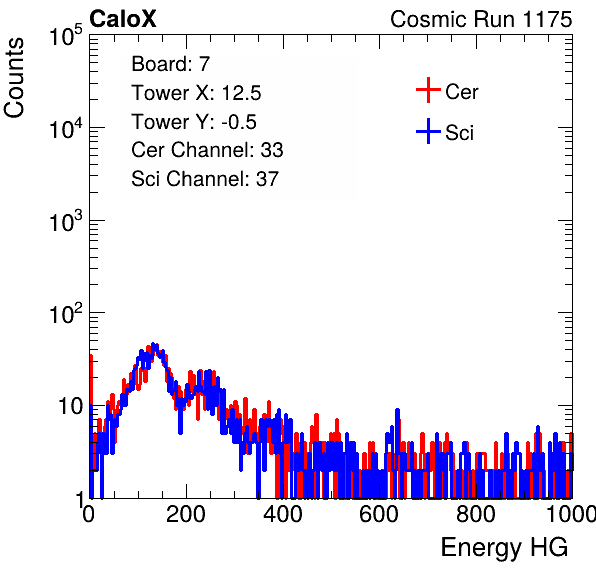 CaloX Cosmic Run 1175
Counts
10^5
10^4
10^3
10^2
10
1
Board: 7
Tower X: 12.5
Tower Y: -0.5
Cer Channel: 33
Sci Channel: 37
Cer
Sci
0 200 400 600 800 1000
Energy HG